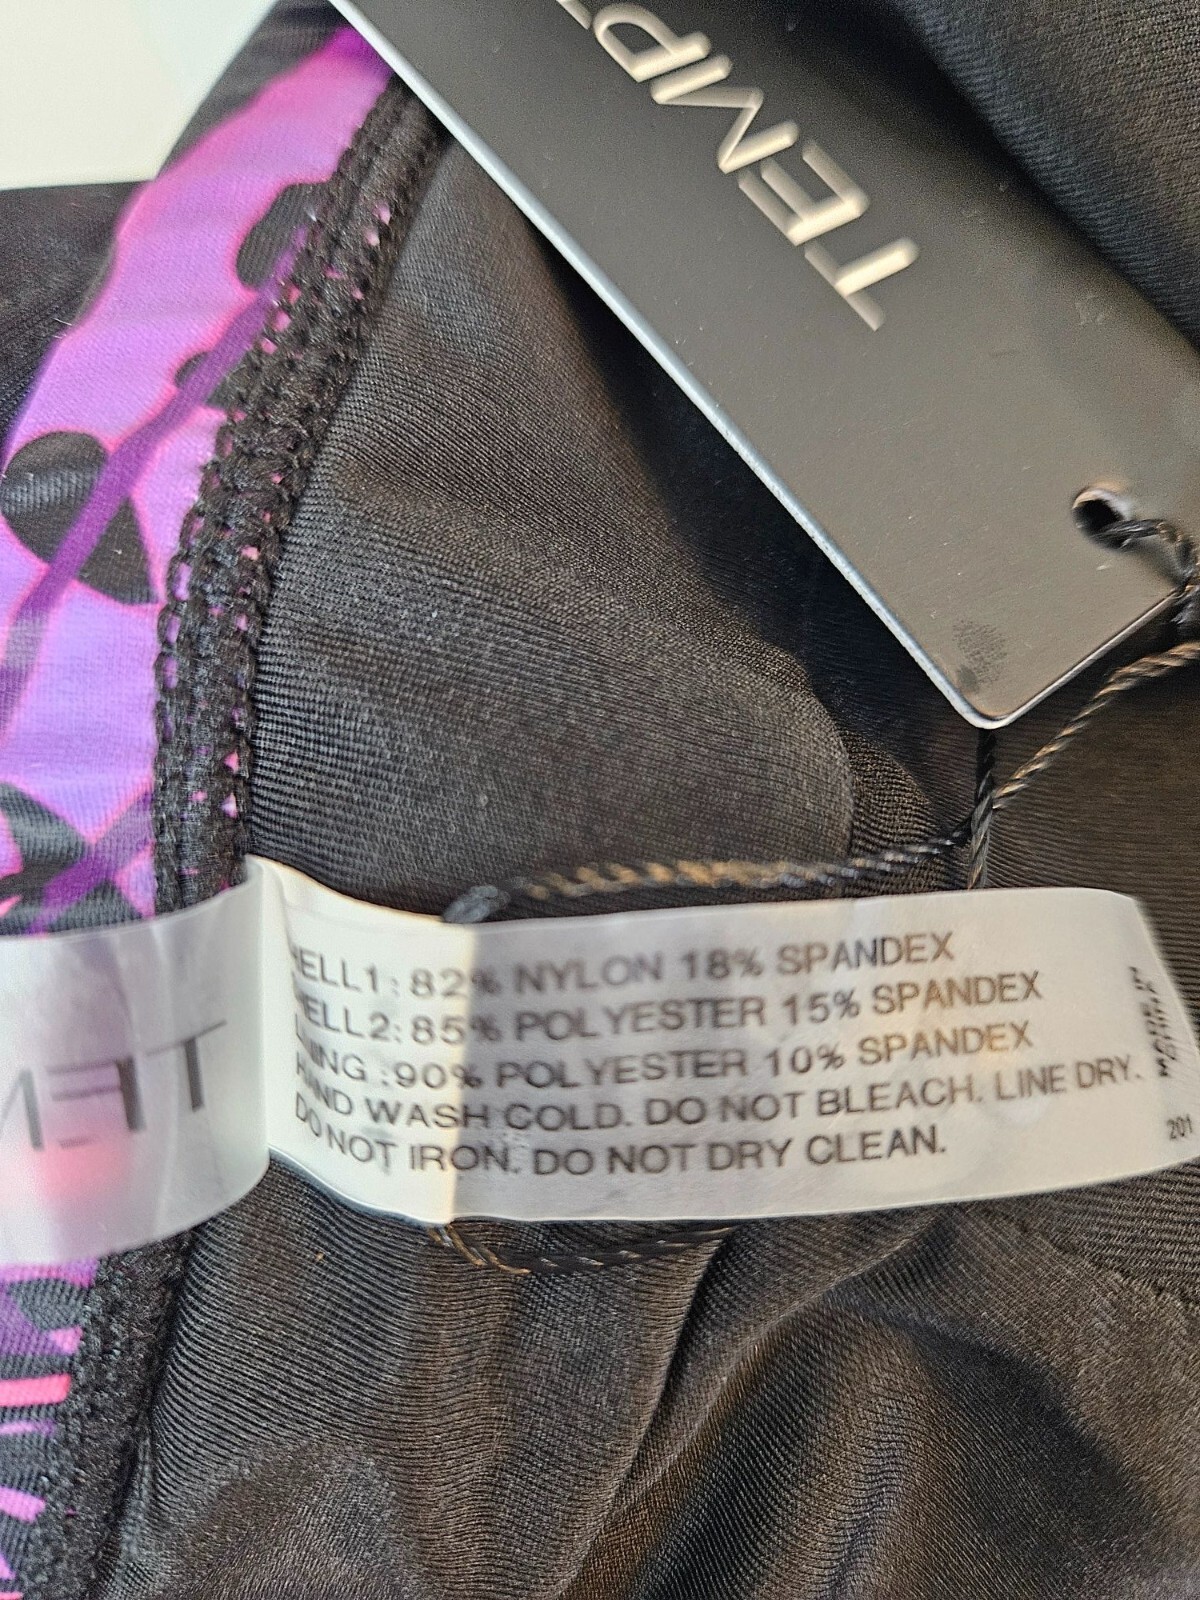 TEMPT
SHELL1: 82% NYLON 18% SPANDEX
SHELL2: 85% POLYESTER 15% SPANDEX
LINING :90% POLYESTER 10% SPANDEX
HAND WASH COLD. DO NOT BLEACH. LINE DRY.
DO NOT IRON. DO NOT DRY CLEAN.
MADE IN
CHINA
201
TEM